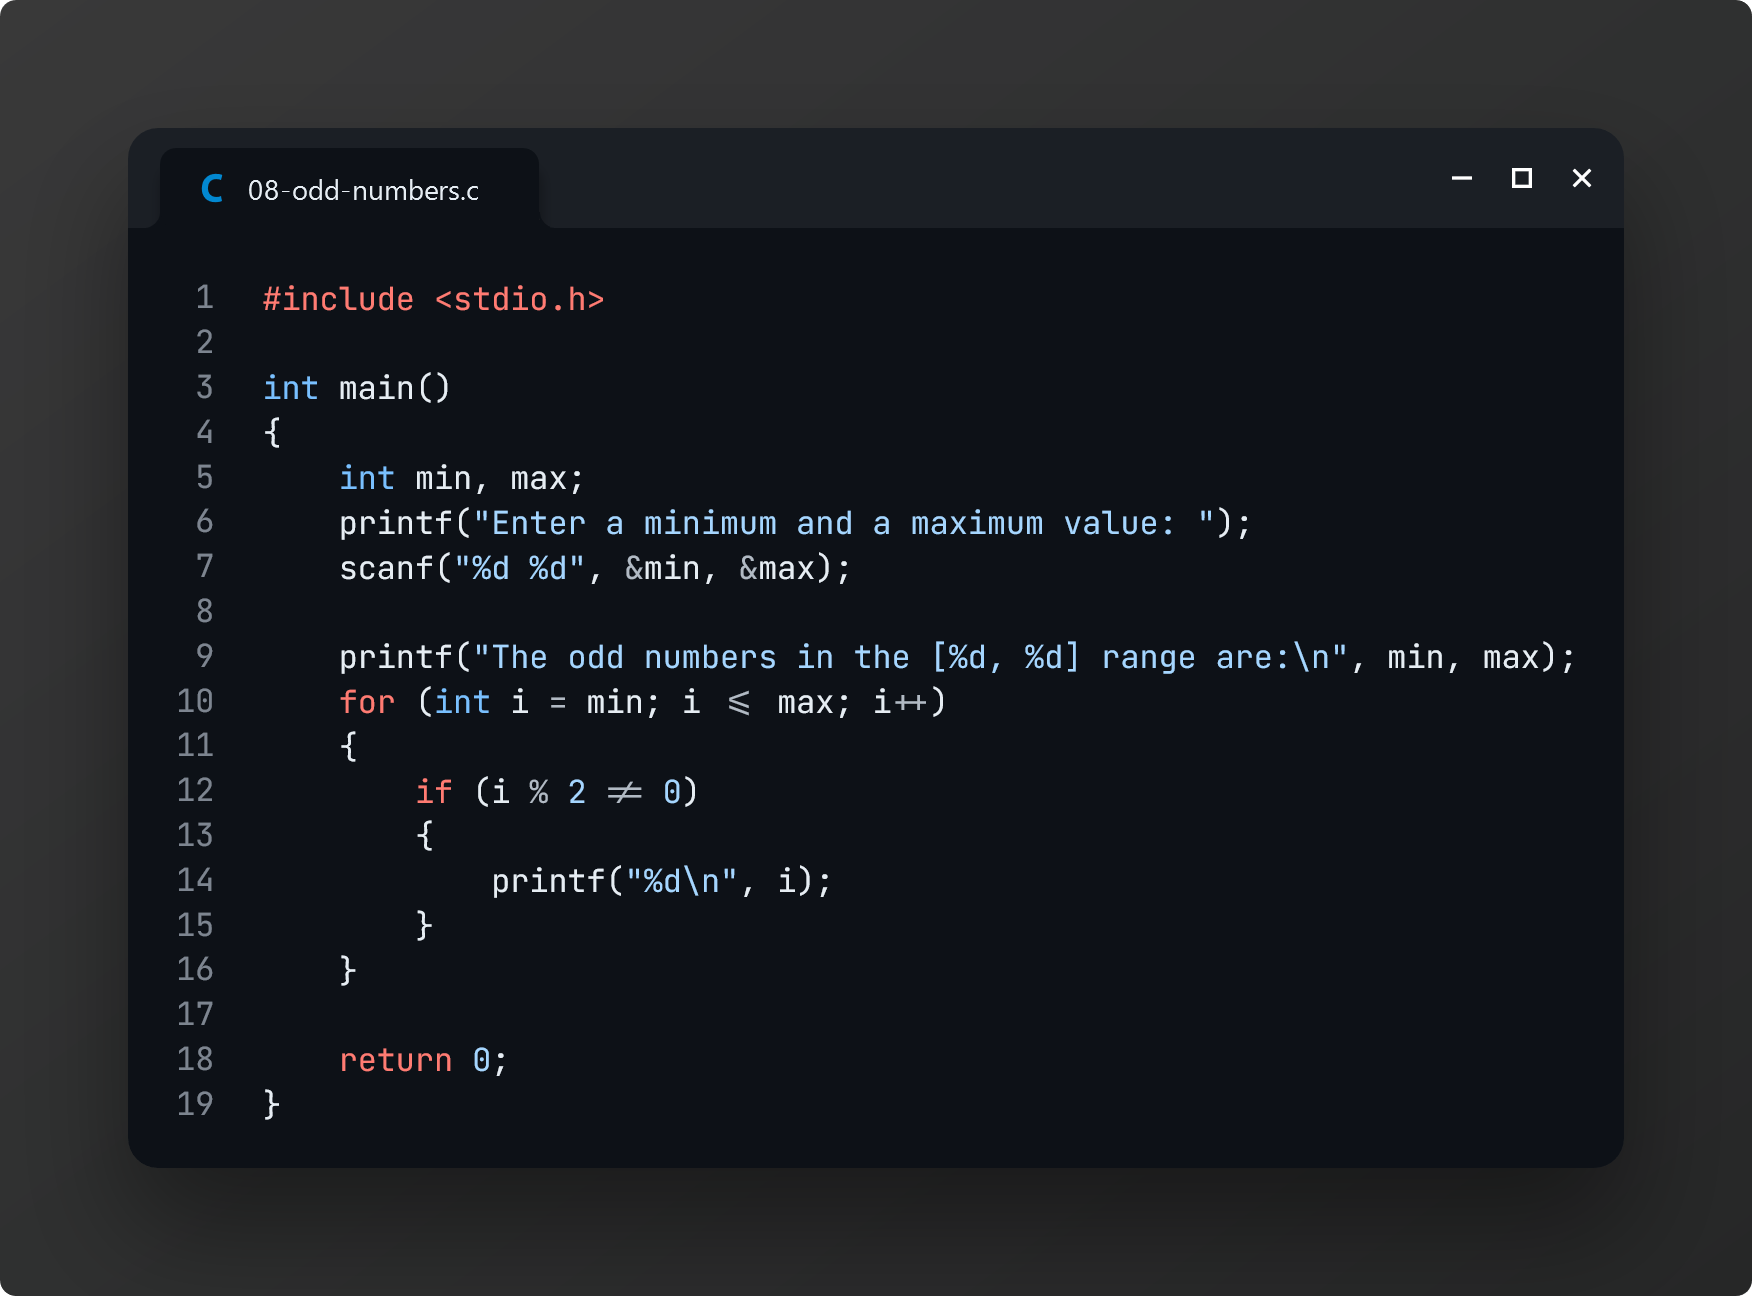 C 08-odd-numbers.c
1 #include <stdio.h>
2
3 int main()
4 {
5     int min, max;
6     printf("Enter a minimum and a maximum value: ");
7     scanf("%d %d", &min, &max);
8
9     printf("The odd numbers in the [%d, %d] range are:\n", min, max);
10     for (int i = min; i <= max; i++)
11     {
12         if (i % 2 != 0)
13         {
14             printf("%d\n", i);
15         }
16     }
17
18     return 0;
19 }